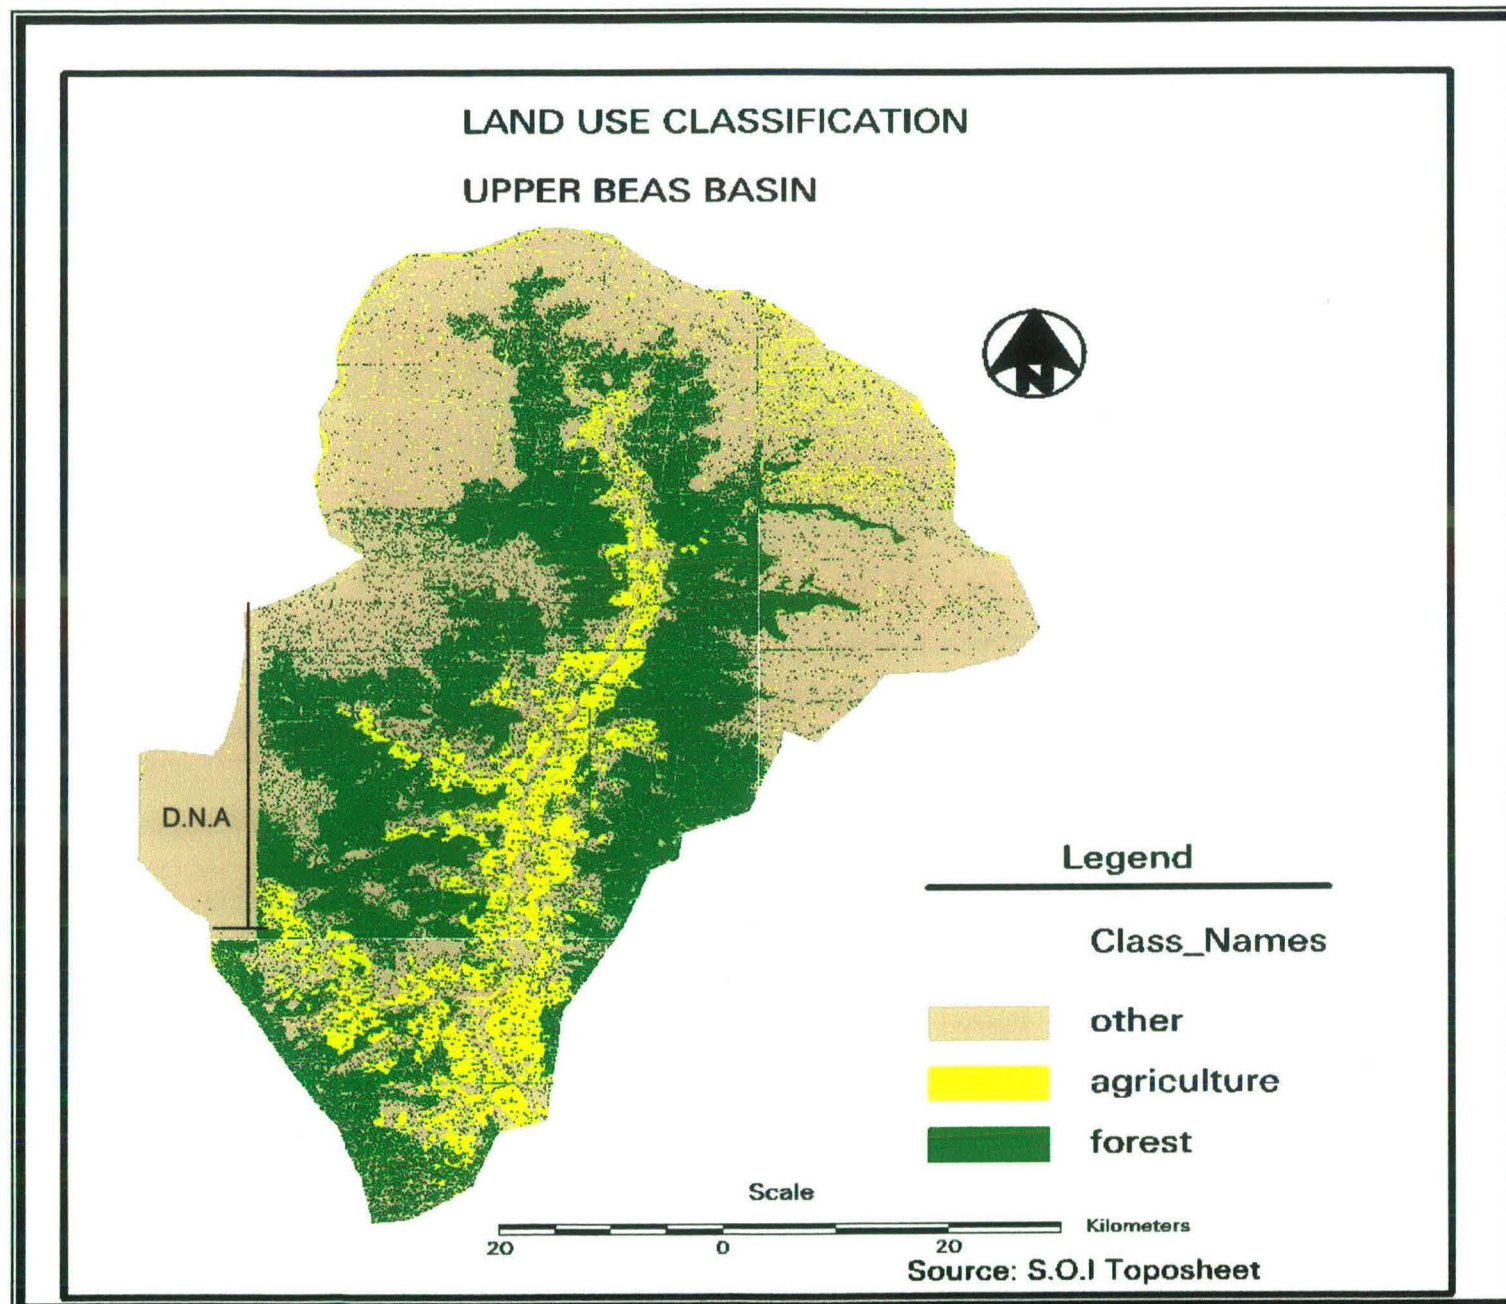 LAND USE CLASSIFICATION
UPPER BEAS BASIN
N
D.N.A
Legend
Class_Names
other
agriculture
forest
Scale
Kilometers
20 0 20
Source: S.O.I Toposheet